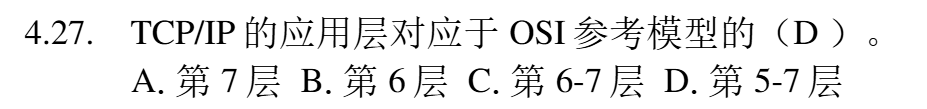 4.27. TCP/IP 的应用层对应于 OSI 参考模型的（D ）。
A. 第 7 层 B. 第 6 层 C. 第 6-7 层 D. 第 5-7 层